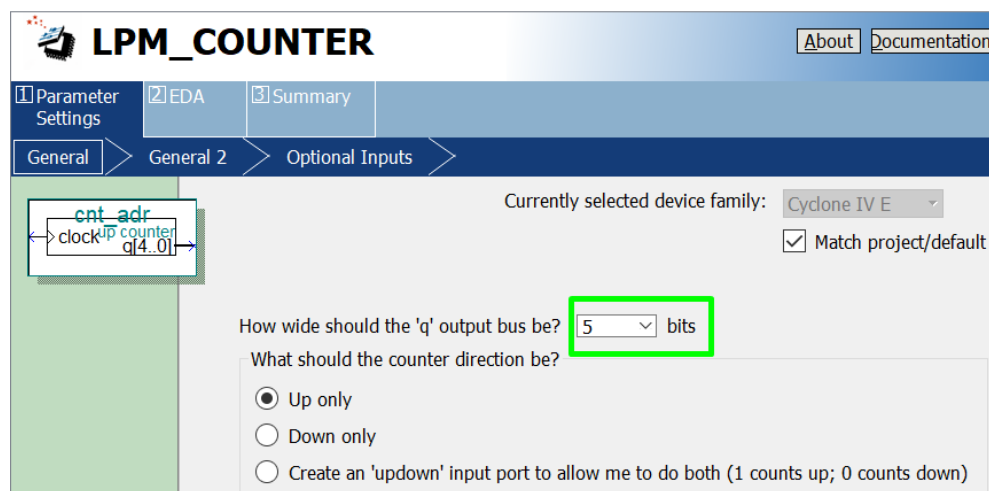 LPM_COUNTER
About Documentation
1 Parameter Settings
2 EDA
3 Summary
General
General 2
Optional Inputs
cnt_adr
up counter
clock
q[4..0]
Currently selected device family: Cyclone IV E
Match project/default
How wide should the 'q' output bus be? 5 bits
What should the counter direction be?
Up only
Down only
Create an 'updown' input port to allow me to do both (1 counts up; 0 counts down)